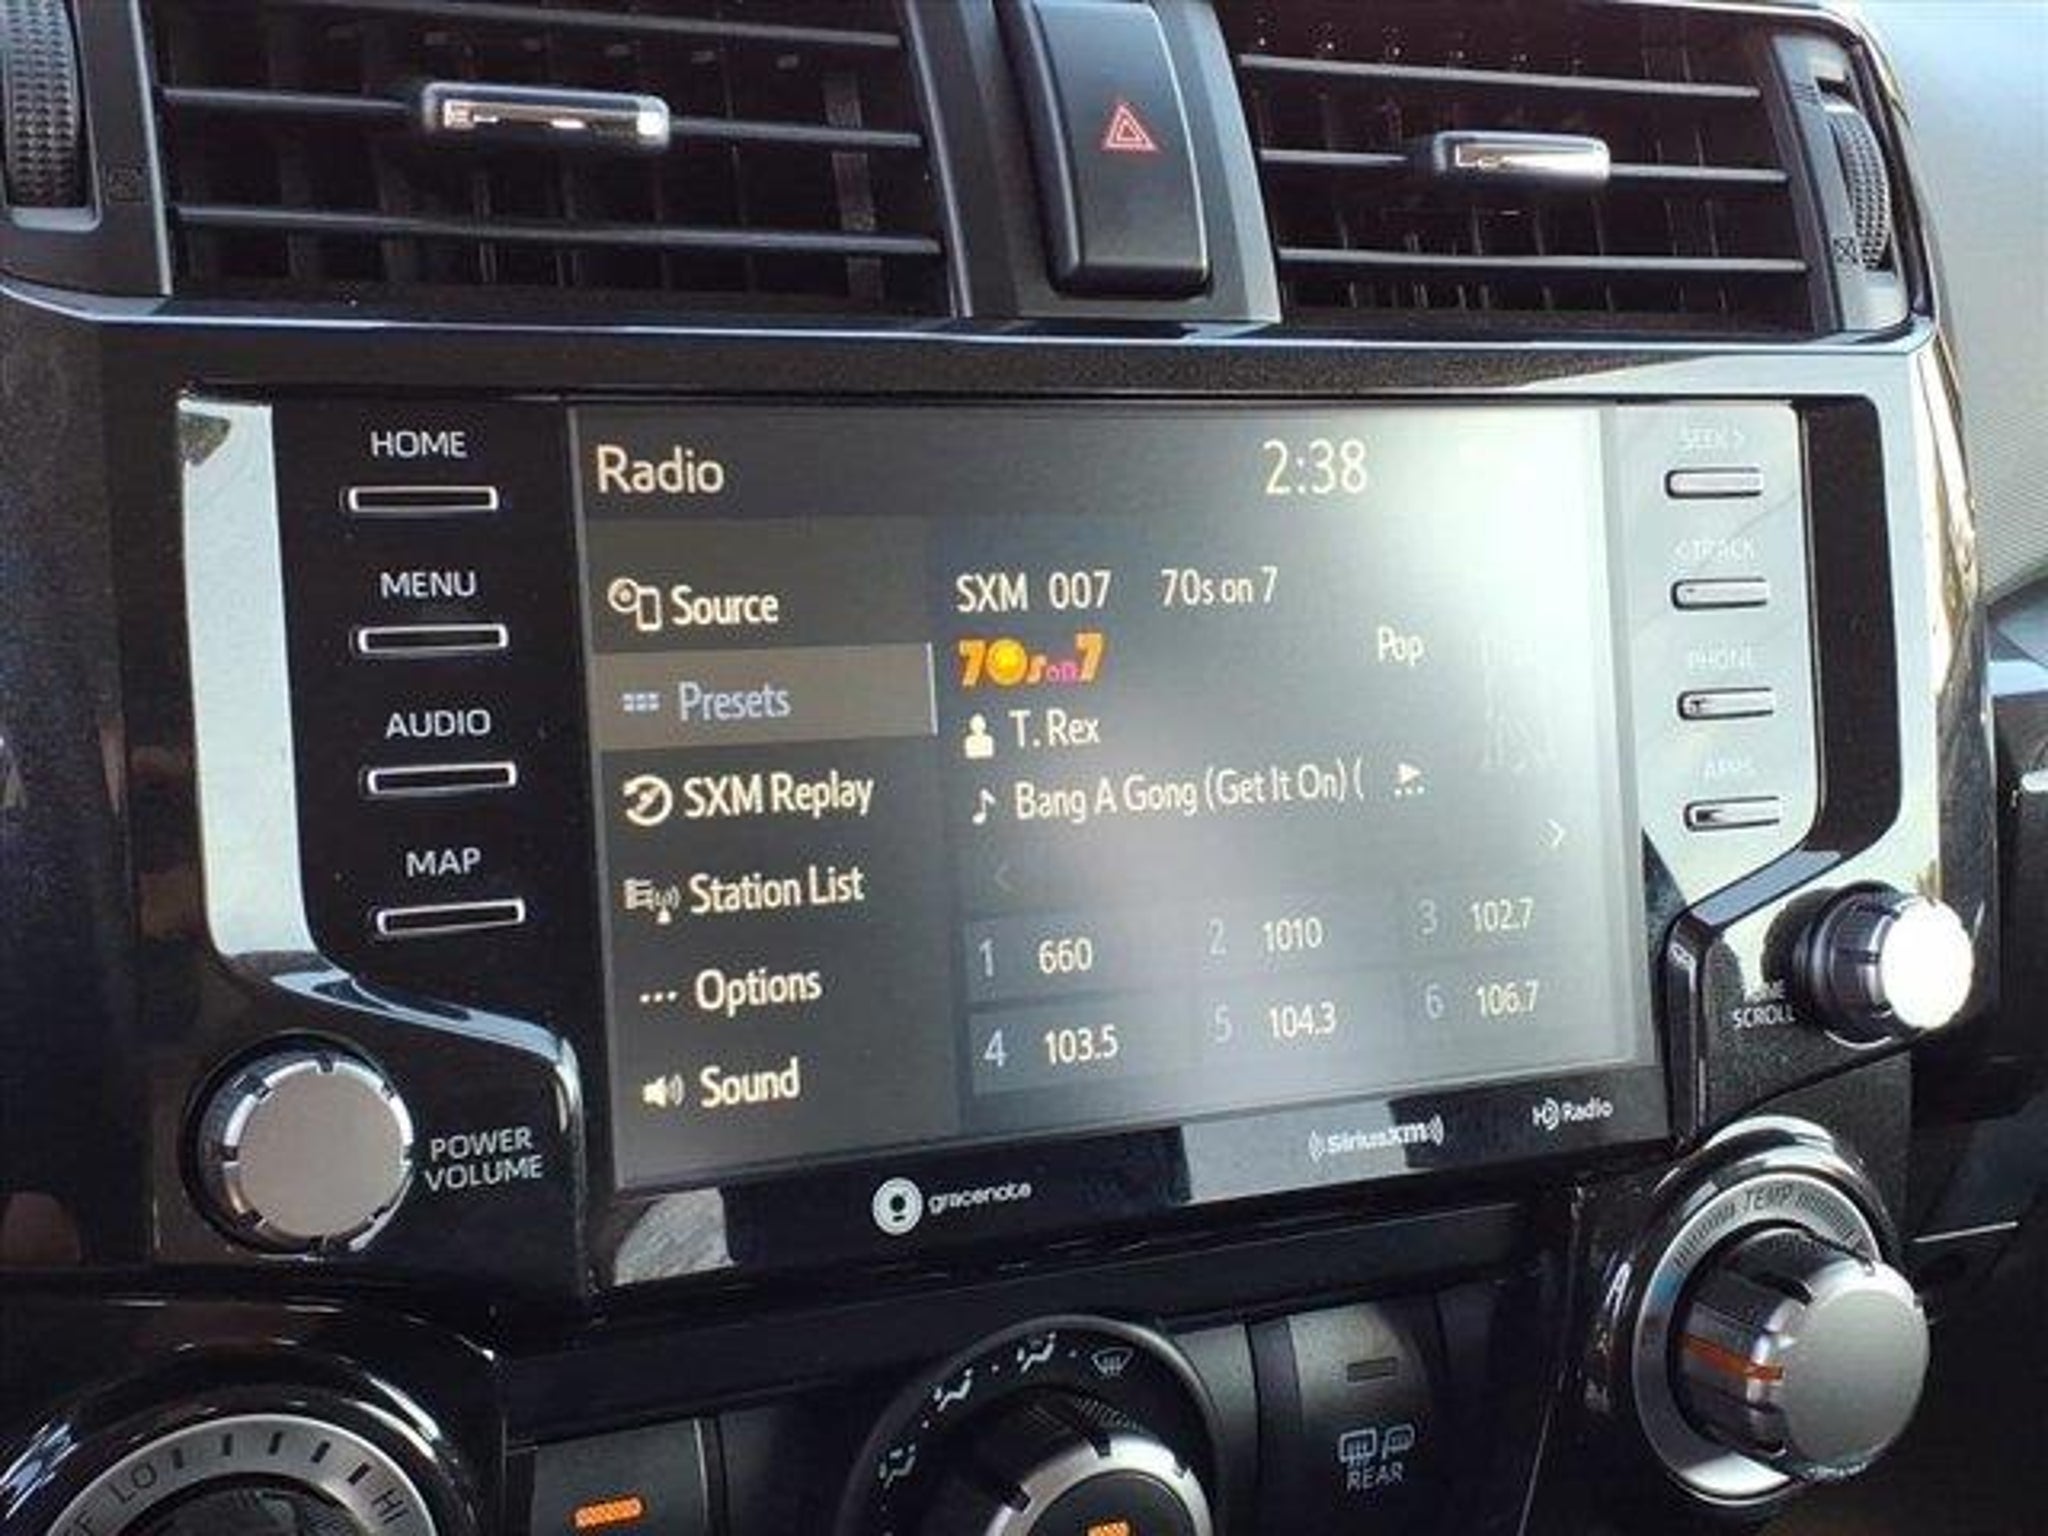 HOME
MENU
AUDIO
MAP
POWER
VOLUME
Radio
2:38
Source
Presets
SXM Replay
Station List
Options
Sound
SXM 007 70s on 7
70s on 7
Pop
T. Rex
Bang A Gong (Get It On) (
1 660
2 1010
3 102.7
4 103.5
5 104.3
6 106.7
SEEK >
< TRACK
PHONE
APPS
SCROLL
gracenote
((SiriusXM))
HD Radio
TEMP
A
LO
HI
REAR